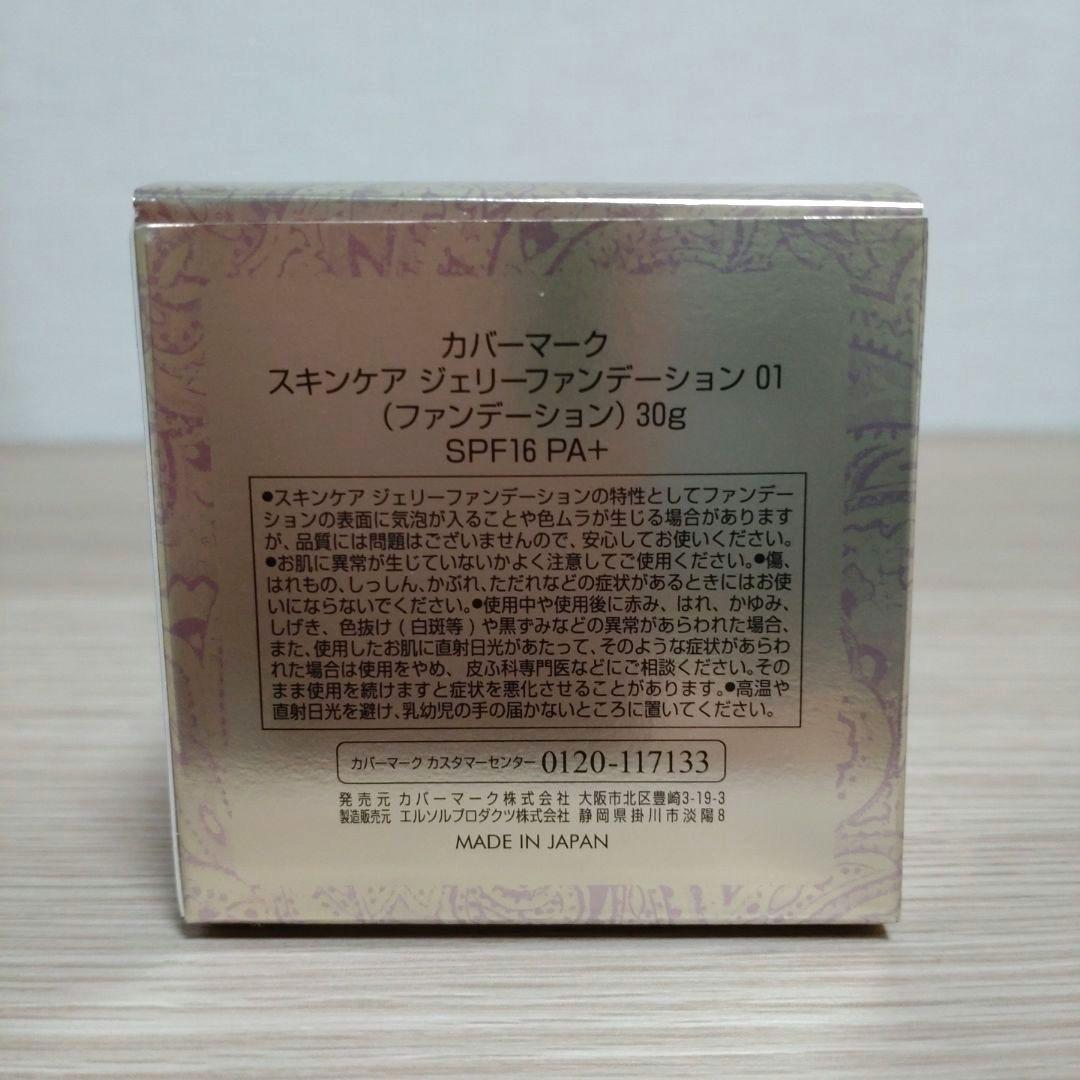 カバーマーク
スキンケア ジェリーファンデーション 01
(ファンデーション) 30g
SPF16 PA+
●スキンケア ジェリーファンデーションの特性としてファンデー
ションの表面に気泡が入ることや色ムラが生じる場合があります
が、品質には問題はございませんので、安心してお使いください。
●お肌に異常が生じていないかよく注意してご使用ください。●傷、
はれもの、しっしん、かぶれ、ただれなどの症状があるときにはお使
いにならないでください。●使用中や使用後に赤み、はれ、かゆみ、
しげき、色抜け(白斑等)や黒ずみなどの異常があらわれた場合、
また、使用したお肌に直射日光があたって、そのような症状があらわ
れた場合は使用をやめ、皮ふ科専門医などにご相談ください。その
まま使用を続けますと症状を悪化させることがあります。●高温や
直射日光を避け、乳幼児の手の届かないところに置いてください。
カバーマーク カスタマーセンター 0120-117133
発売元 カバーマーク株式会社 大阪市北区豊崎3-19-3
製造販売元 エルソルプロダクツ株式会社 静岡県掛川市淡陽8
MADE IN JAPAN